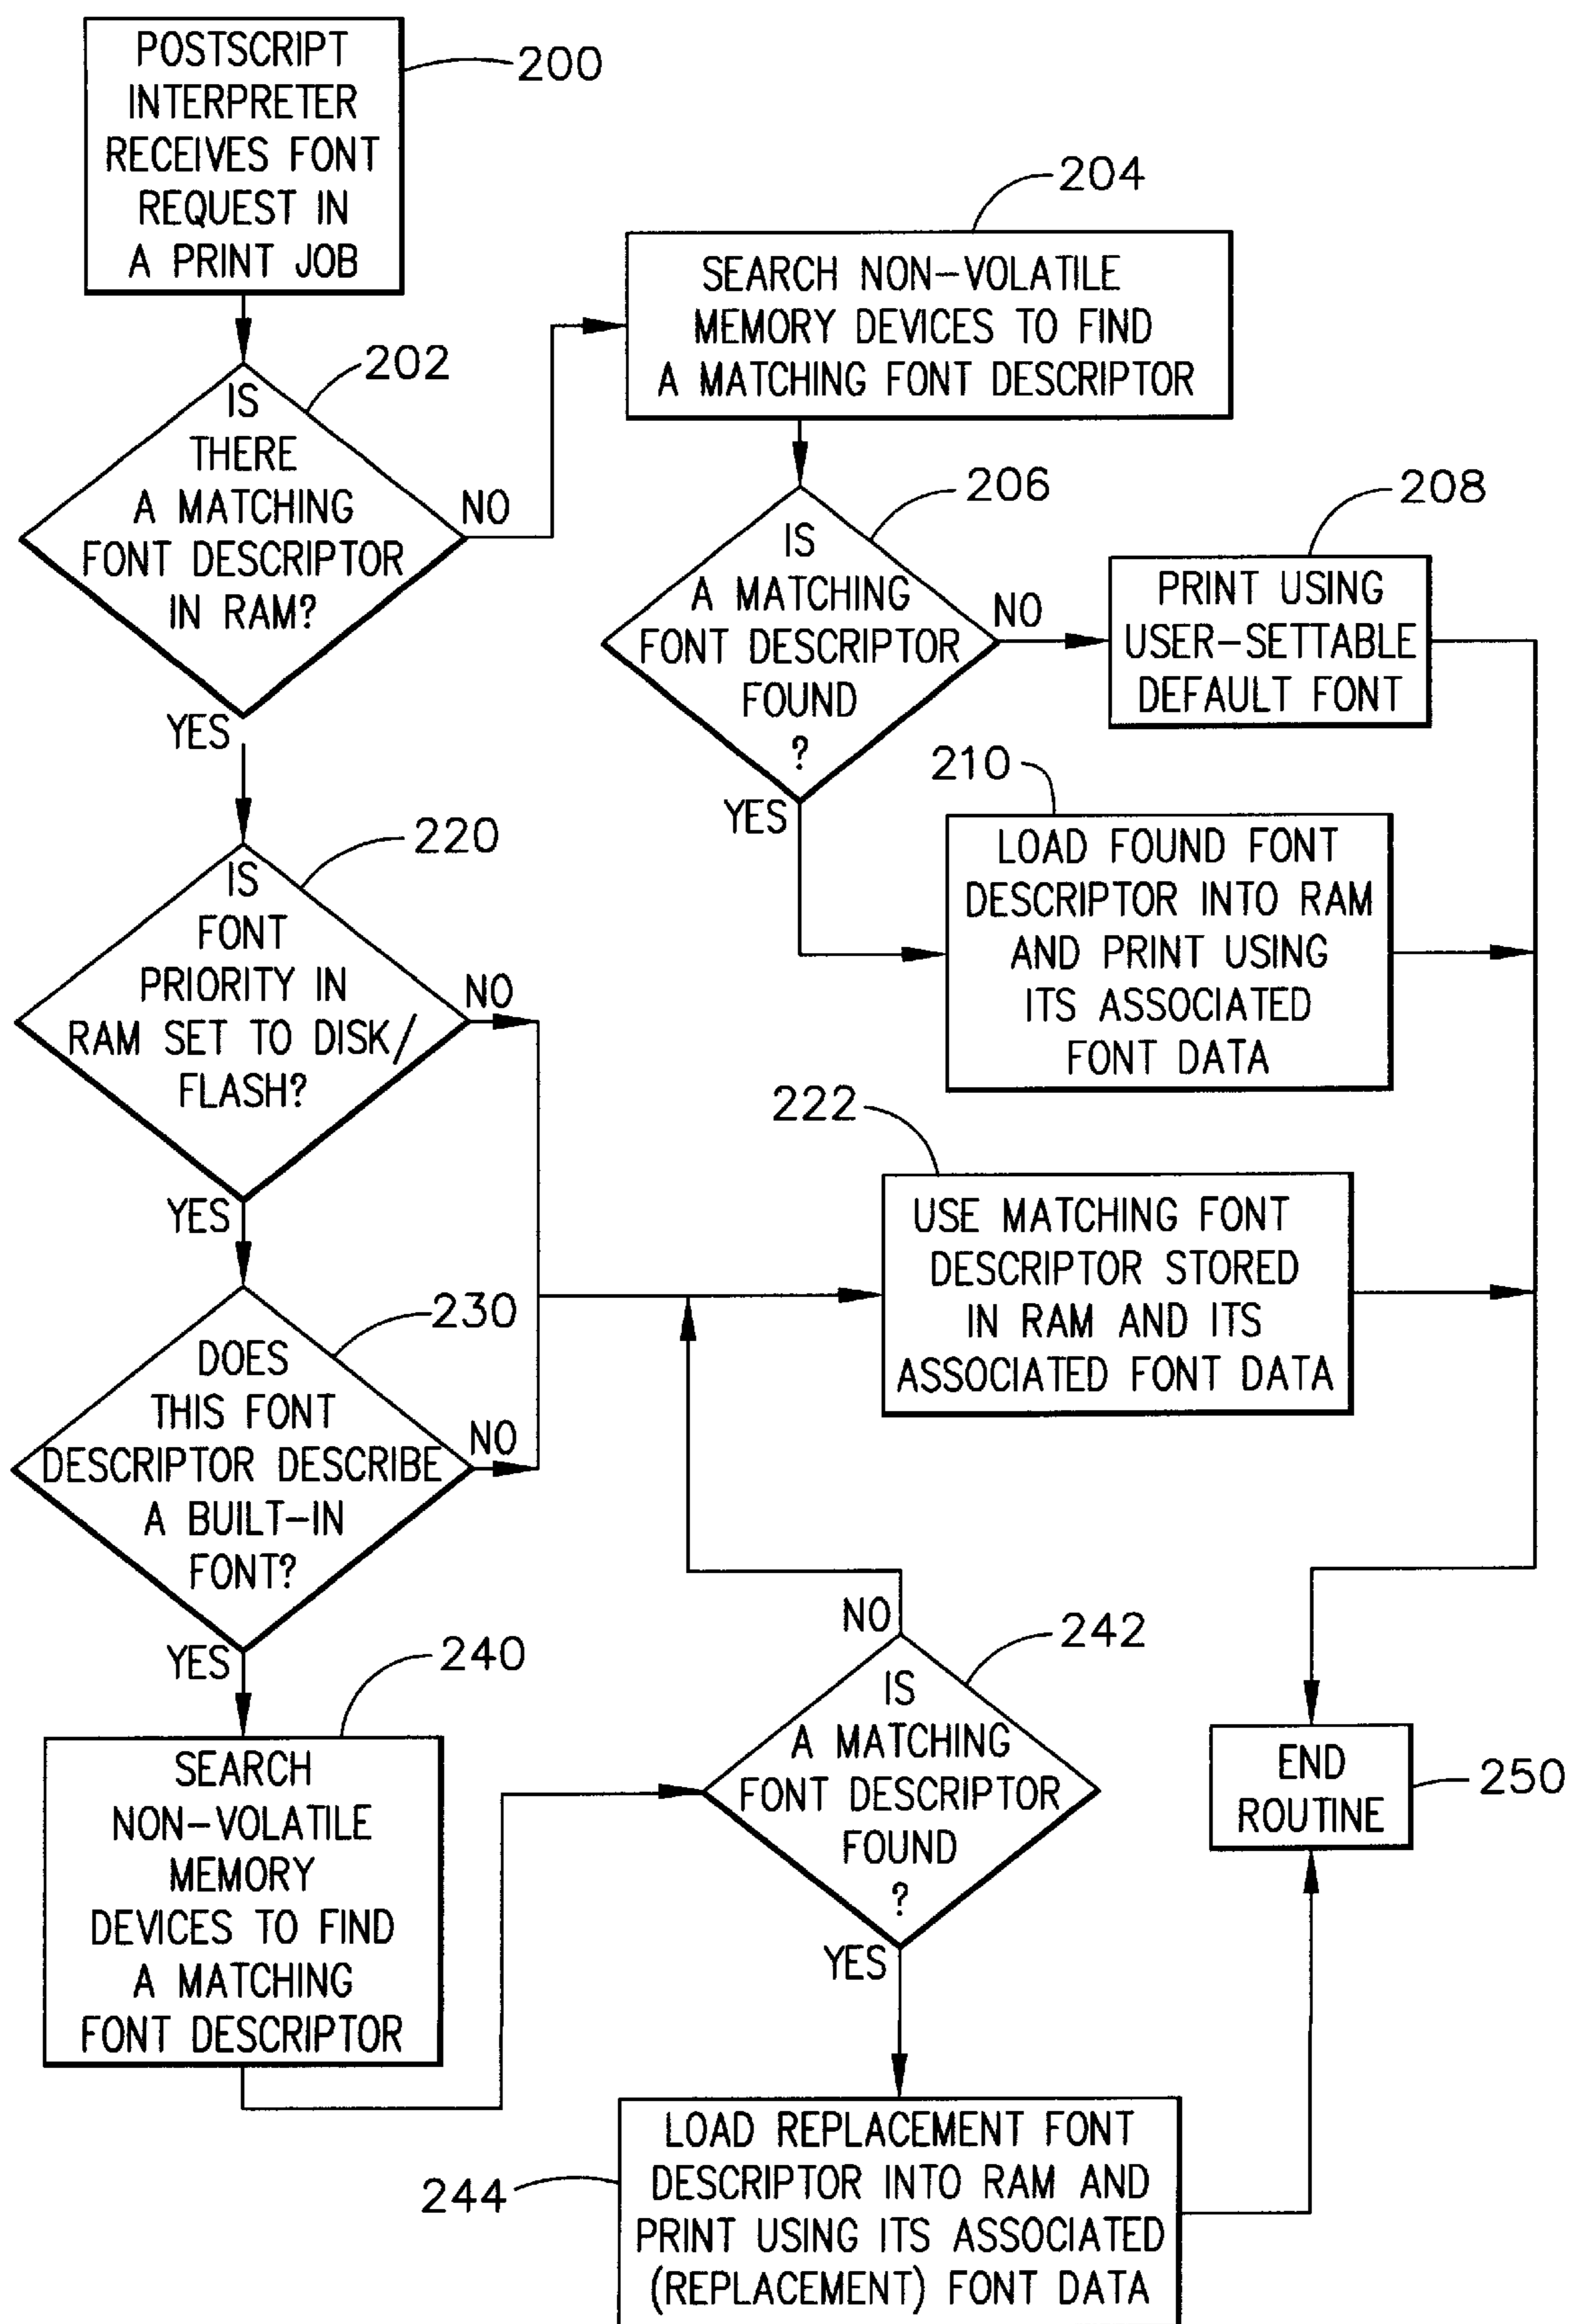 POSTSCRIPT
INTERPRETER
RECEIVES FONT
REQUEST IN
A PRINT JOB
200
202
IS
THERE
A MATCHING
FONT DESCRIPTOR
IN RAM?
NO
YES
204
SEARCH NON-VOLATILE
MEMORY DEVICES TO FIND
A MATCHING FONT DESCRIPTOR
206
IS
A MATCHING
FONT DESCRIPTOR
FOUND
?
NO
YES
208
PRINT USING
USER-SETTABLE
DEFAULT FONT
210
LOAD FOUND FONT
DESCRIPTOR INTO RAM
AND PRINT USING
ITS ASSOCIATED
FONT DATA
220
IS
FONT
PRIORITY IN
RAM SET TO DISK/
FLASH?
NO
YES
222
USE MATCHING FONT
DESCRIPTOR STORED
IN RAM AND ITS
ASSOCIATED FONT DATA
230
DOES
THIS FONT
DESCRIPTOR DESCRIBE
A BUILT-IN
FONT?
NO
YES
240
SEARCH
NON-VOLATILE
MEMORY
DEVICES TO FIND
A MATCHING
FONT DESCRIPTOR
242
NO
IS
A MATCHING
FONT DESCRIPTOR
FOUND
?
YES
244
LOAD REPLACEMENT FONT
DESCRIPTOR INTO RAM AND
PRINT USING ITS ASSOCIATED
(REPLACEMENT) FONT DATA
END
ROUTINE
250